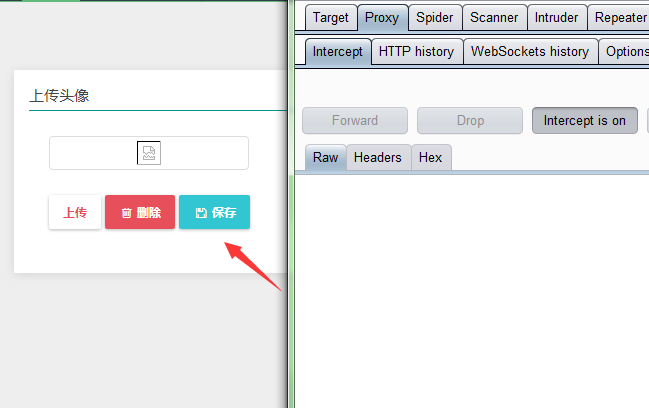 上传头像
上传 删除 保存
Target Proxy Spider Scanner Intruder Repeater
Intercept HTTP history WebSockets history Options
Forward Drop Intercept is on
Raw Headers Hex